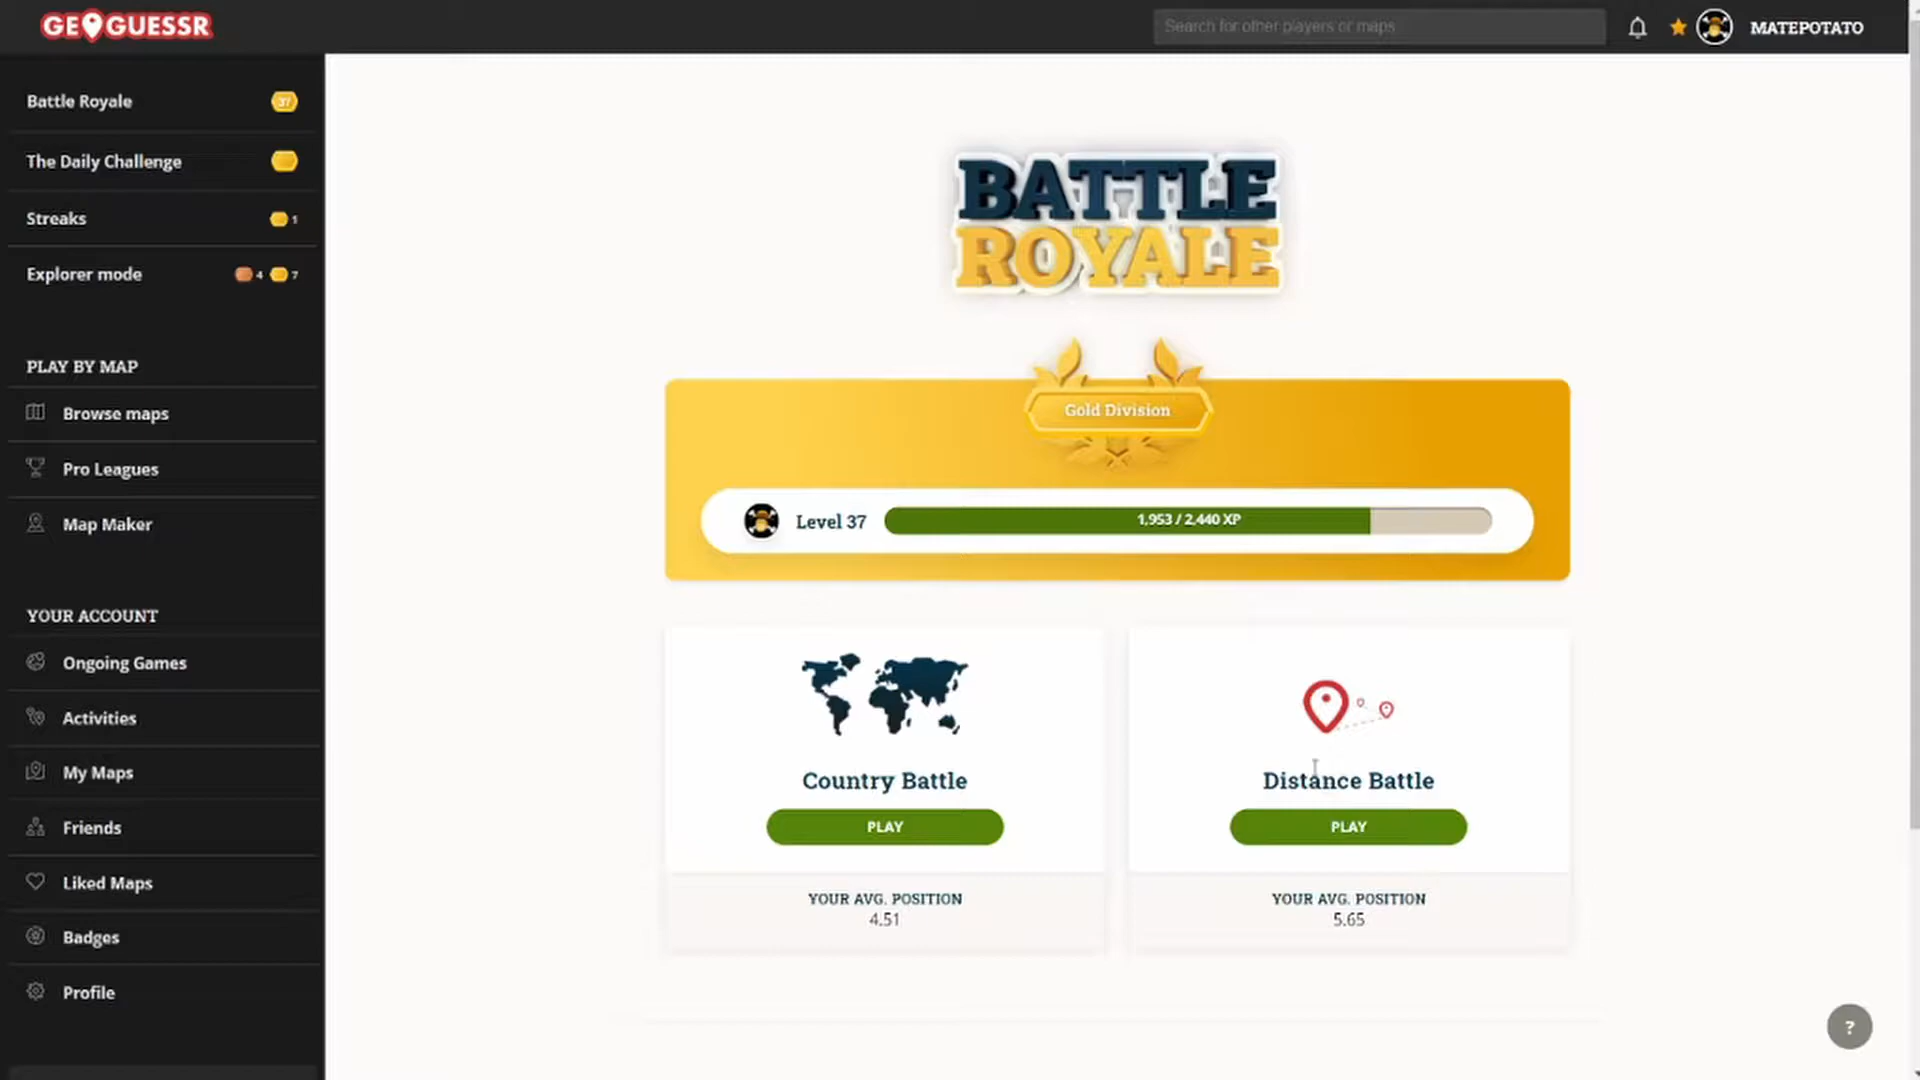 GEOGUESSR
Search for other players or maps
MATEPOTATO
Battle Royale 37
The Daily Challenge
Streaks 1
Explorer mode 4 7
PLAY BY MAP
Browse maps
Pro Leagues
Map Maker
YOUR ACCOUNT
Ongoing Games
Activities
My Maps
Friends
Liked Maps
Badges
Profile
BATTLE
ROYALE
Gold Division
Level 37
1,953 / 2,440 XP
Country Battle
PLAY
YOUR AVG. POSITION
4.51
Distance Battle
PLAY
YOUR AVG. POSITION
5.65
?